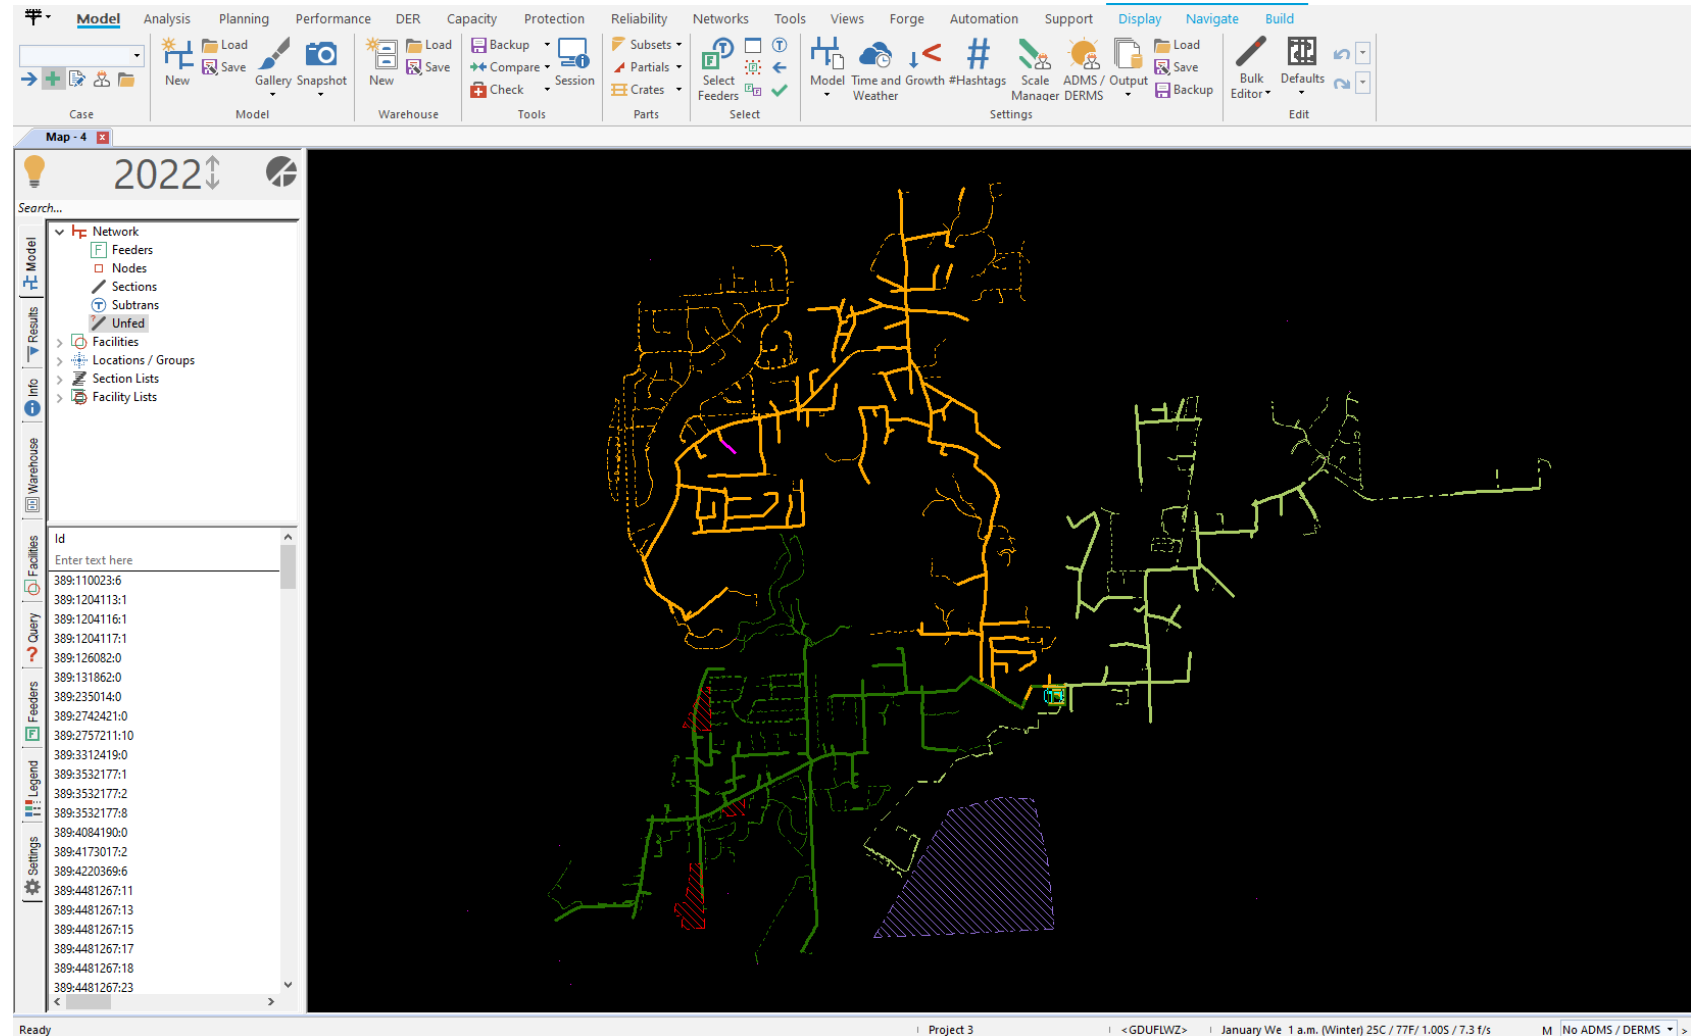 Model Analysis Planning Performance DER Capacity Protection Reliability Networks Tools Views Forge Automation Support Display Navigate Build
New Load Save Gallery Snapshot
New Load Save
Backup Compare Check Session
Subsets Partials Crates
Select Feeders
Model Time and Weather Growth #Hashtags Scale Manager ADMS / DERMS Output Load Save Backup
Bulk Editor Defaults
Case Model Warehouse Tools Parts Select Settings Edit
Map - 4
2022
Search...
Network
Feeders
Nodes
Sections
Subtrans
Unfed
Facilities
Locations / Groups
Section Lists
Facility Lists
Model
Results
Info
Warehouse
Facilities
Query
Feeders
Legend
Settings
Id
Enter text here
389:110023:6
389:1204113:1
389:1204116:1
389:1204117:1
389:126082:0
389:131862:0
389:235014:0
389:2742421:0
389:2757211:10
389:3312419:0
389:3532177:1
389:3532177:2
389:3532177:8
389:4084190:0
389:4173017:2
389:4220369:6
389:4481267:11
389:4481267:13
389:4481267:15
389:4481267:17
389:4481267:18
389:4481267:23
Ready Project 3 <GDUFLWZ> January We 1 a.m. (Winter) 25C / 77F/ 1.00S / 7.3 f/s M No ADMS / DERMS